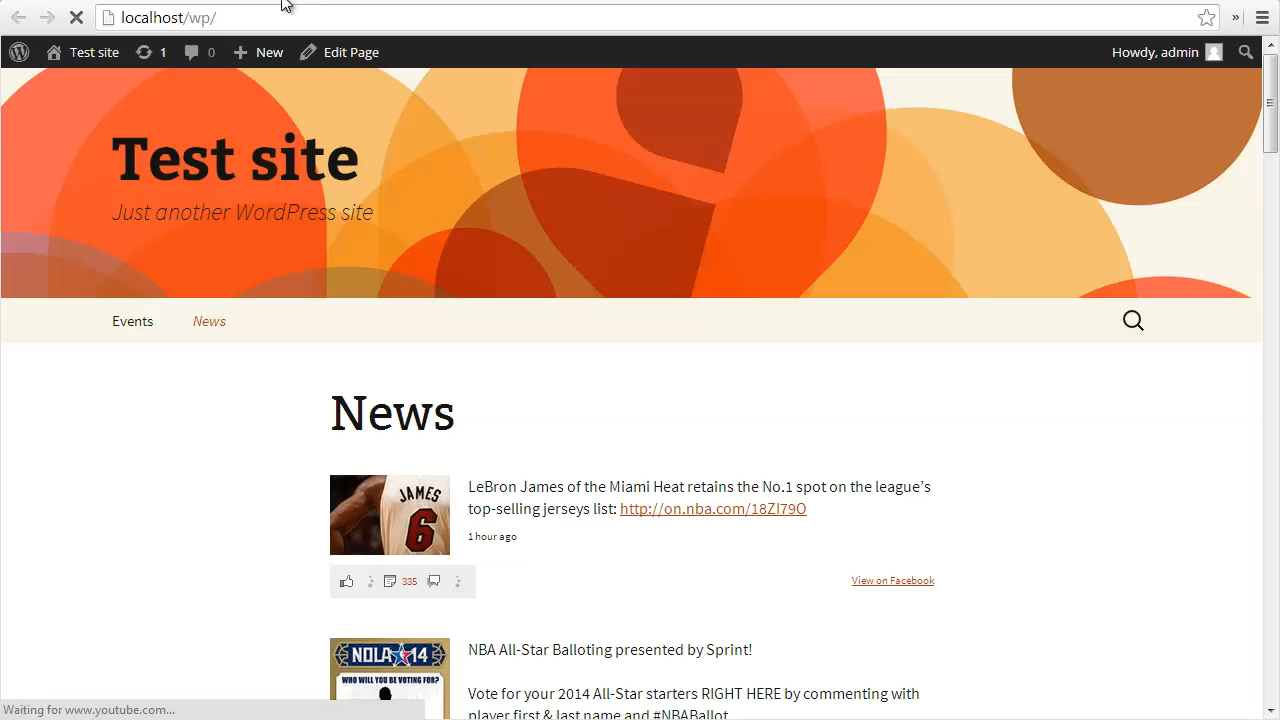 localhost/wp/
»
Test site 1 0 New Edit Page Howdy, admin
Test site
Just another WordPress site
Events News
News
JAMES
6
LeBron James of the Miami Heat retains the No.1 spot on the league's
top-selling jerseys list: http://on.nba.com/18ZI79O
1 hour ago
335
View on Facebook
NOLA 14
WHO WILL YOU BE VOTING FOR?
NBA All-Star Balloting presented by Sprint!
Vote for your 2014 All-Star starters RIGHT HERE by commenting with
player first & last name and #NBABallot
Waiting for www.youtube.com...